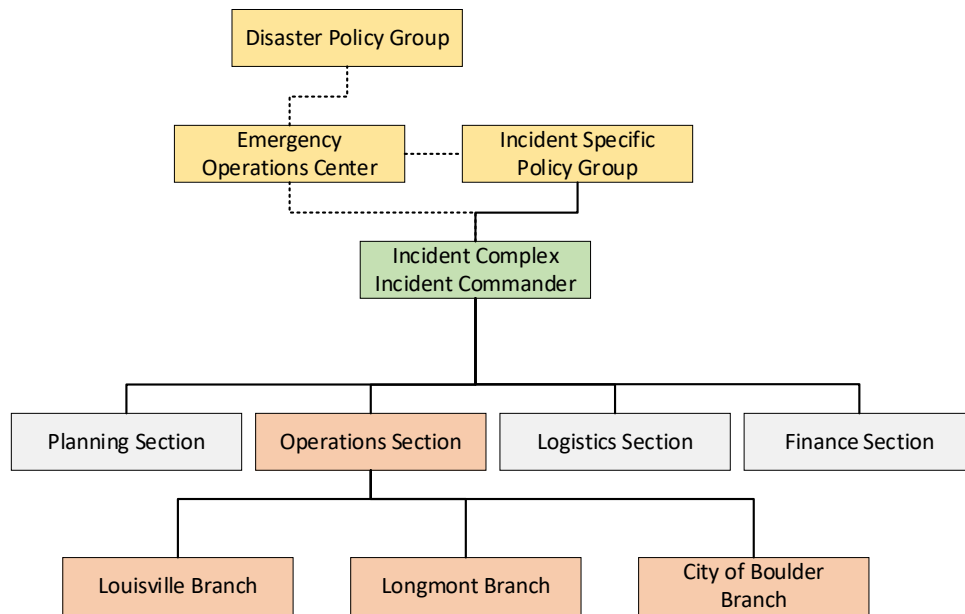 Disaster Policy Group
Emergency
Operations Center
Incident Specific
Policy Group
Incident Complex
Incident Commander
Planning Section
Operations Section
Logistics Section
Finance Section
Louisville Branch
Longmont Branch
City of Boulder
Branch